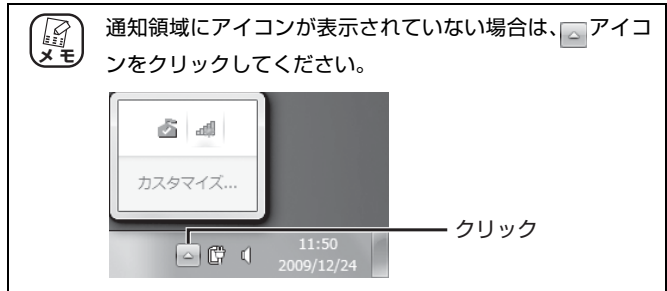 メモ
通知領域にアイコンが表示されていない場合は、アイコ
ンをクリックしてください。
カスタマイズ...
クリック
11:50
2009/12/24